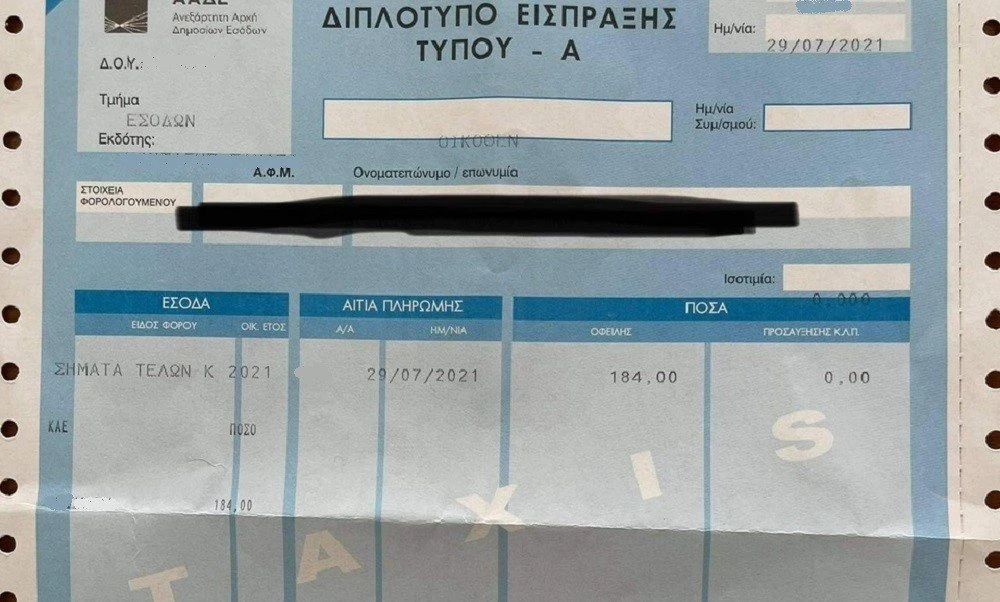 ΑΑΔΕ
Ανεξάρτητη Αρχή
Δημοσίων Εσόδων
ΔΙΠΛΟΤΥΠΟ ΕΙΣΠΡΑΞΗΣ
ΤΥΠΟΥ - Α
Ημ/νία:
29/07/2021
Δ.Ο.Υ.:
Τμήμα
ΕΣΟΔΩΝ
Εκδότης:
ΟΙΚΟΘΕΝ
Ημ/νία
Συμ/σμού:
Α.Φ.Μ.
Ονοματεπώνυμο / επωνυμία
ΣΤΟΙΧΕΙΑ
ΦΟΡΟΛΟΓΟΥΜΕΝΟΥ
Ισοτιμία:
0.000
ΕΣΟΔΑ ΑΙΤΙΑ ΠΛΗΡΩΜΗΣ ΠΟΣΑ
ΕΙΔΟΣ ΦΟΡΟΥ ΟΙΚ. ΕΤΟΣ Α/Α ΗΜ/ΝΙΑ ΟΦΕΙΛΗΣ ΠΡΟΣΑΥΞΗΣΗΣ Κ.Λ.Π.
ΣΗΜΑΤΑ ΤΕΛΩΝ Κ 2021 29/07/2021 184,00 0,00
ΚΑΕ ΠΟΣΟ
184,00
TAXIS